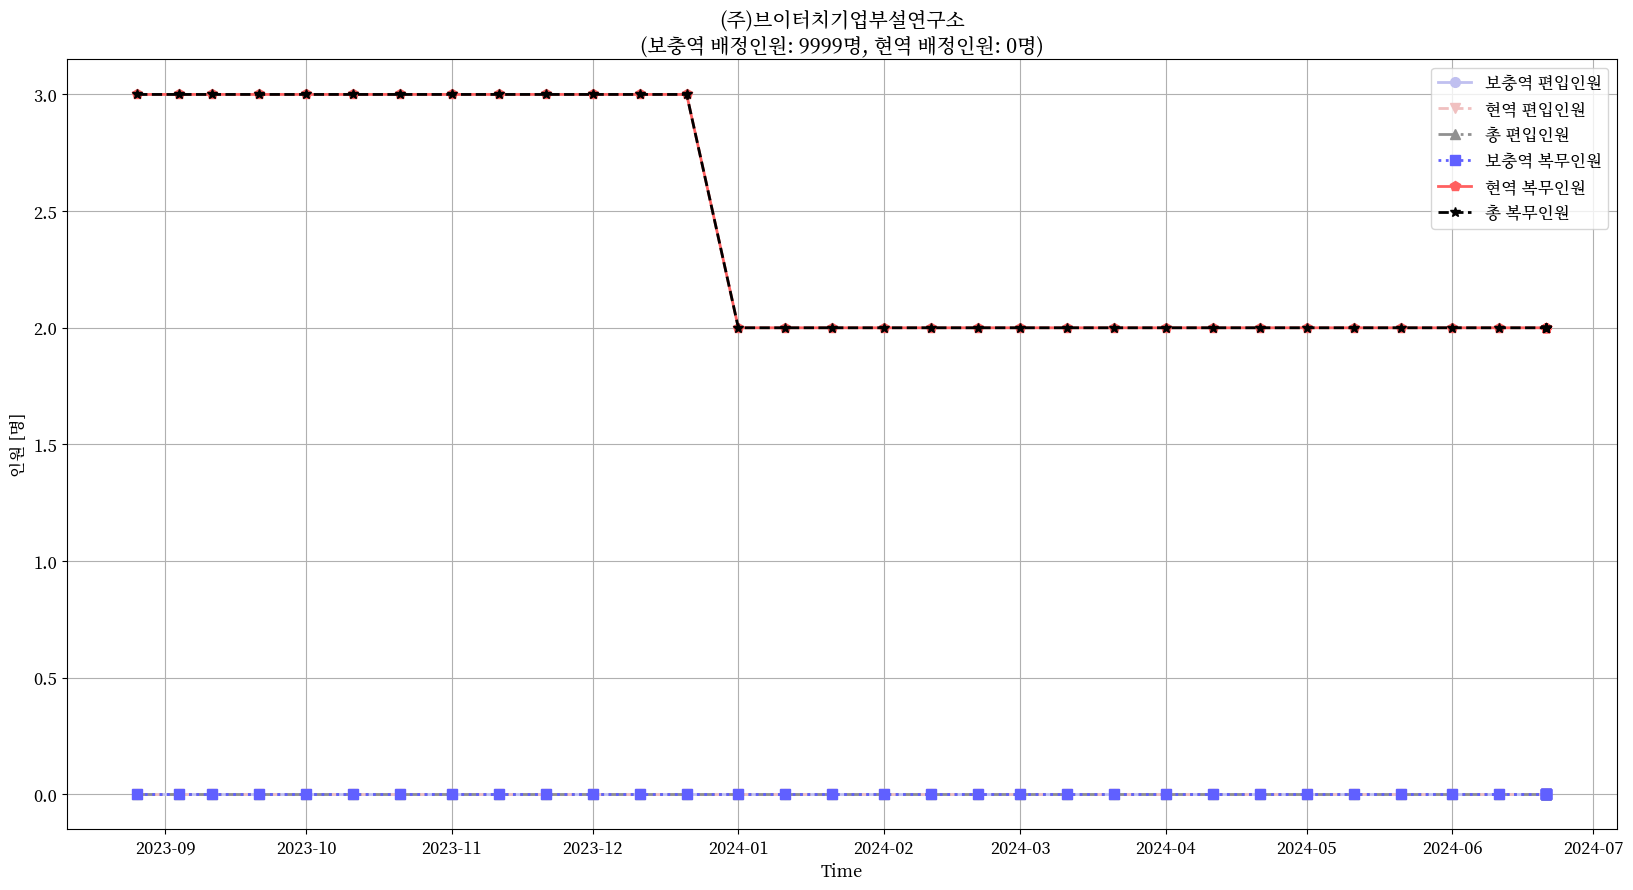 (주)브이터치기업부설연구소
(보충역 배정인원: 9999명, 현역 배정인원: 0명)
보충역 편입인원
현역 편입인원
총 편입인원
보충역 복무인원
현역 복무인원
총 복무인원
인원 [명]
3.0
2.5
2.0
1.5
1.0
0.5
0.0
2023-09 2023-10 2023-11 2023-12 2024-01 2024-02 2024-03 2024-04 2024-05 2024-06 2024-07
Time